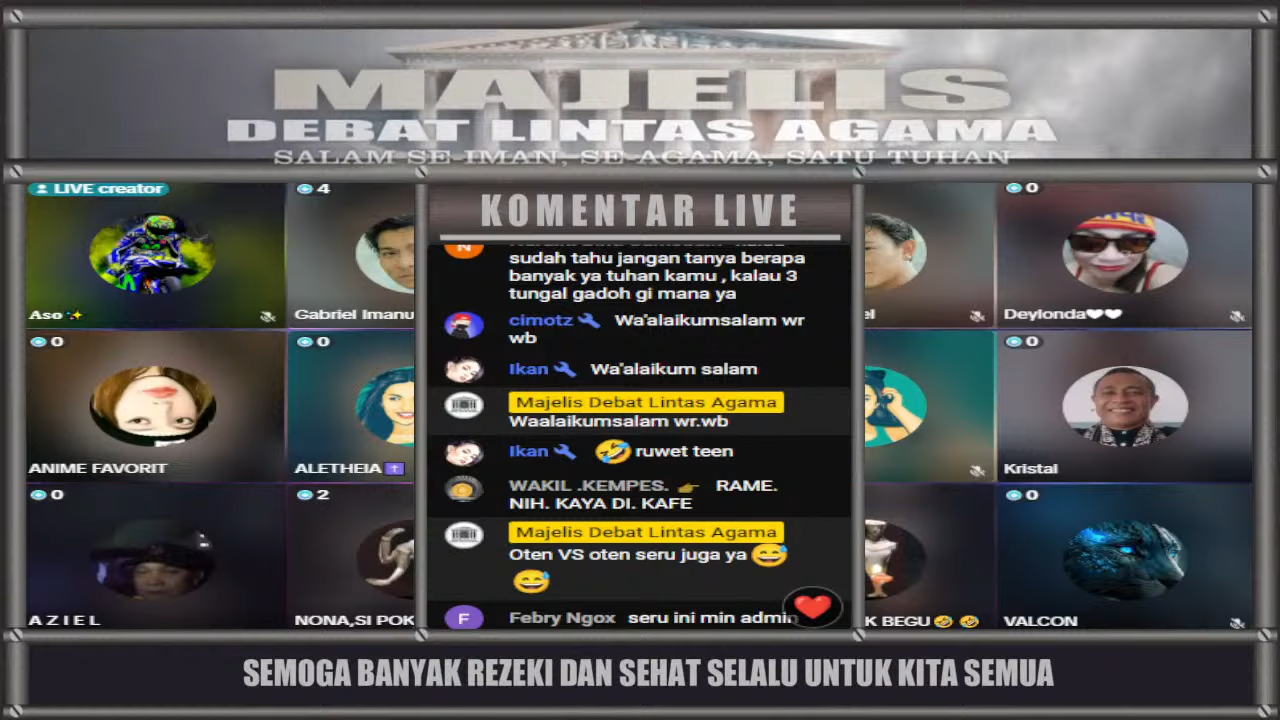 MAJELIS
DEBAT LINTAS AGAMA
SALAM SE-IMAN, SE-AGAMA, SATU TUHAN
LIVE creator
Aso
4
Gabriel Imanu
KOMENTAR LIVE
N
sudah tahu jangan tanya berapa
banyak ya tuhan kamu , kalau 3
tungal gadoh gi mana ya
cimotz Wa'alaikumsalam wr
wb
Ikan Wa'alaikum salam
Majelis Debat Lintas Agama
Waalaikumsalam wr.wb
Ikan 🤣 ruwet teen
WAKIL .KEMPES. 👉 RAME.
NIH. KAYA DI. KAFE
Majelis Debat Lintas Agama
Oten VS oten seru juga ya 😅
😅
F
Febry Ngox seru ini min admin
el
0
Deylonda❤❤
0
ANIME FAVORIT
0
ALETHEIA
0
Kristal
0
A Z I E L
2
NONA,SI POK
K BEGU 🤣 🤣
0
VALCON
SEMOGA BANYAK REZEKI DAN SEHAT SELALU UNTUK KITA SEMUA